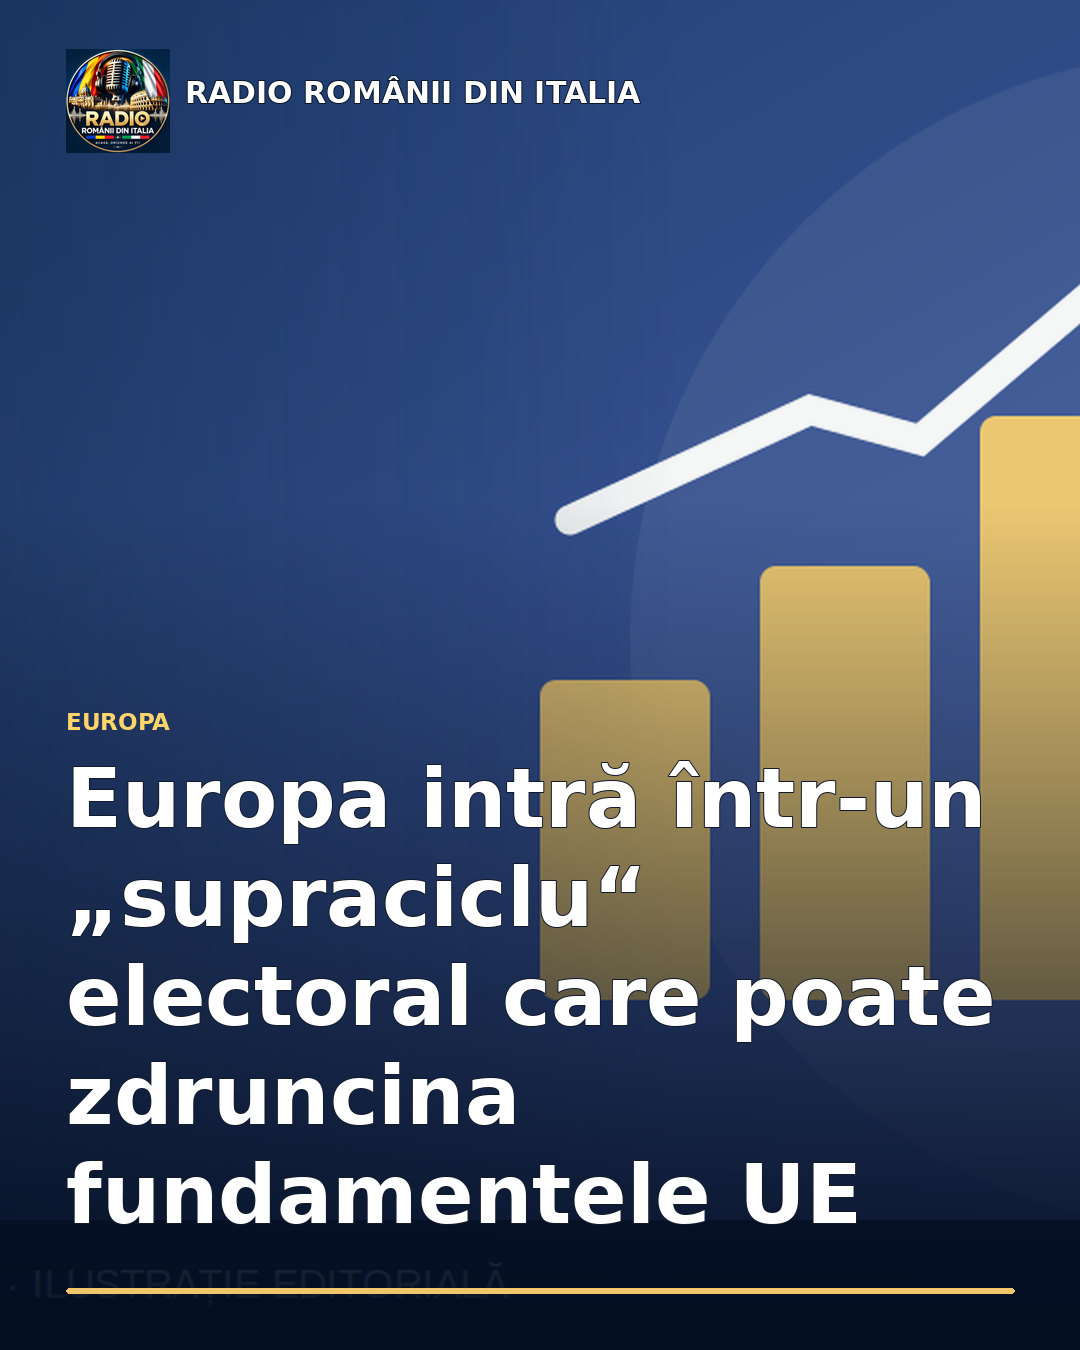 RADIO
ROMÂNII DIN ITALIA
RADIO ROMÂNII DIN ITALIA
EUROPA
Europa intră într-un
„supraciclu“
electoral care poate
zdruncina
fundamentele UE
· ILUSTRAȚIE EDITORIALĂ